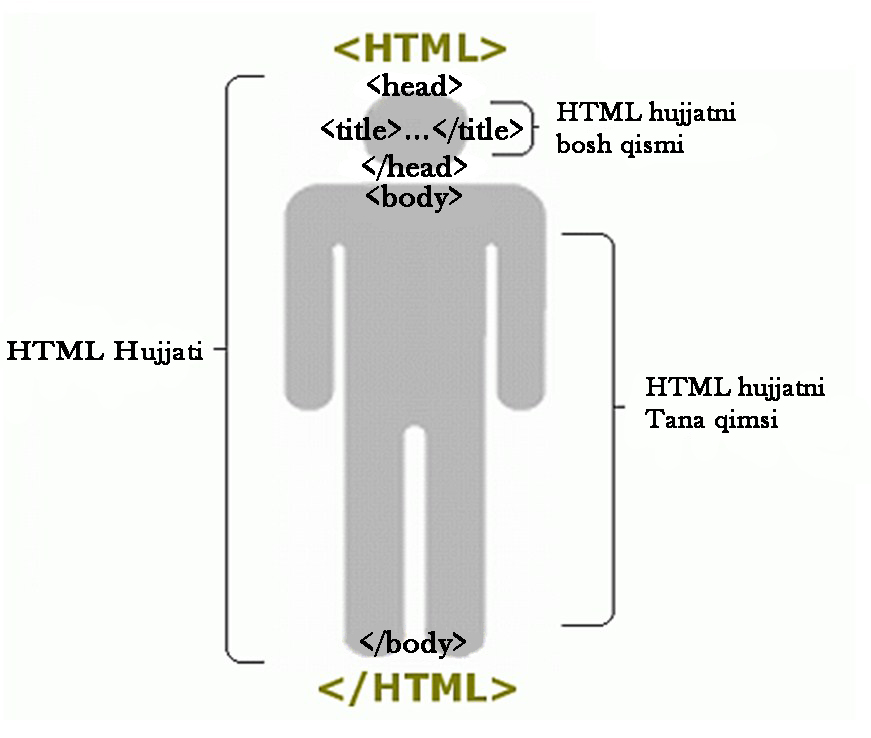 <HTML>
<head>
<title>...</title>
</head>
<body>
HTML hujjatni
bosh qismi
HTML Hujjati
HTML hujjatni
Tana qimsi
</body>
</HTML>